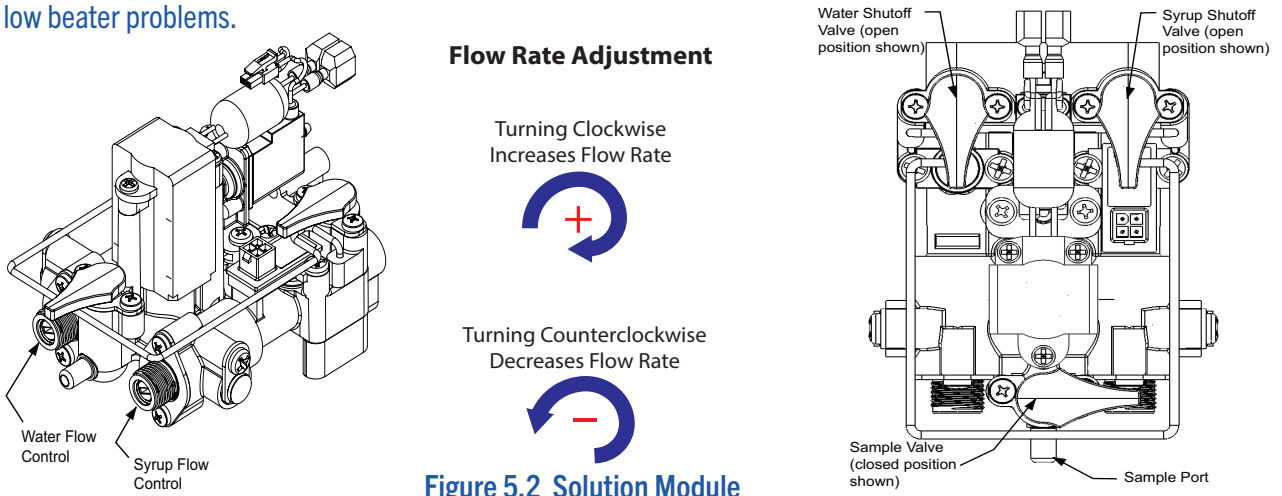 low beater problems.
Flow Rate Adjustment
Turning Clockwise
Increases Flow Rate
+
Turning Counterclockwise
Decreases Flow Rate
−
Water Flow
Control
Syrup Flow
Control
Figure 5.2 Solution Module
Water Shutoff
Valve (open
position shown)
Syrup Shutoff
Valve (open
position shown)
Sample Valve
(closed position
shown)
Sample Port